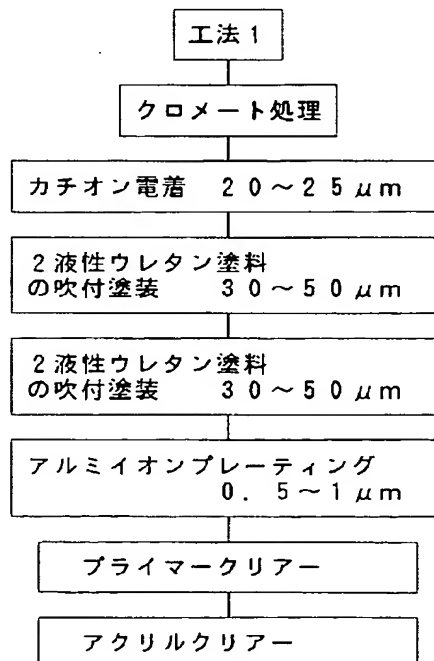 工法1
クロメート処理
カチオン電着 20～25μm
2液性ウレタン塗料
の吹付塗装 30～50μm
2液性ウレタン塗料
の吹付塗装 30～50μm
アルミイオンプレーティング
0.5～1μm
プライマークリアー
アクリルクリアー